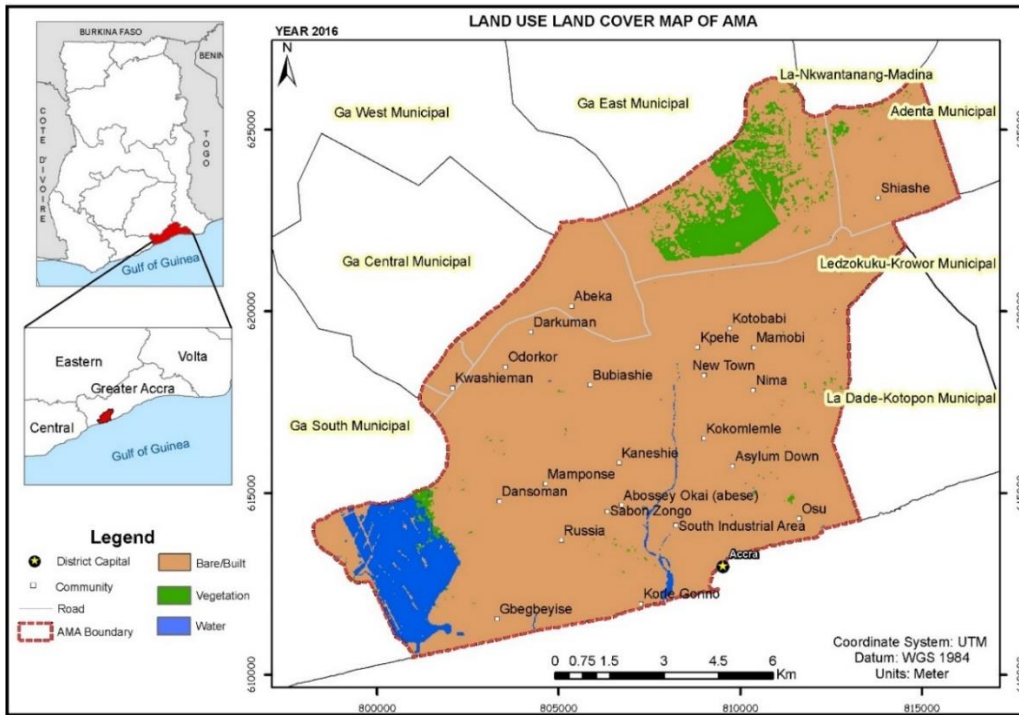 LAND USE LAND COVER MAP OF AMA
YEAR 2016
N
BURKINA FASO
BENIN
COTE D'IVOIRE
TOGO
Gulf of Guinea
Eastern
Volta
Greater Accra
Central
Gulf of Guinea
Legend
District Capital
Community
Road
AMA Boundary
Bare/Built
Vegetation
Water
La-Nkwantanang-Madina
Ga West Municipal
Ga East Municipal
Adenta Municipal
Shiashe
Ga Central Municipal
Ledzokuku-Krowor Municipal
Abeka
Darkuman
Kotobabi
Kpehe
Mamobi
Odorkor
Kwashieman
Bubiashie
New Town
Nima
La Dade-Kotopon Municipal
Ga South Municipal
Kokomlemle
Kaneshie
Asylum Down
Mamponse
Dansoman
Abossey Okai (abese)
Sabon Zongo
Osu
Russia
South Industrial Area
Accra
Korle Gonno
Gbegbeyise
Coordinate System: UTM
Datum: WGS 1984
Units: Meter
0 0.75 1.5 3 4.5 6
Km
625000
620000
615000
610000
800000
805000
810000
815000